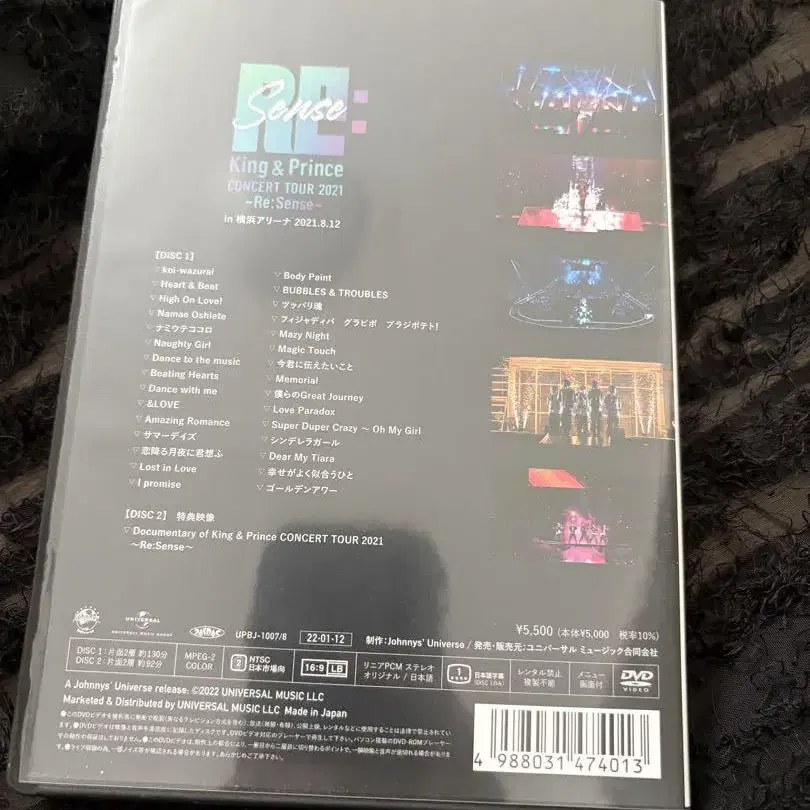 RE:
Sense
King & Prince
CONCERT TOUR 2021
~Re:Sense~
in 横浜アリーナ 2021.8.12
【DISC 1】
▽koi-wazurai
▽Heart & Beat
▽High On Love!
▽Namae Oshiete
▽ナミウテココロ
▽Naughty Girl
▽Dance to the music
▽Beating Hearts
▽Dance with me
▽&LOVE
▽Amazing Romance
▽サマーデイズ
▽恋降る月夜に君想ふ
▽Lost in Love
▽I promise
▽Body Paint
▽BUBBLES & TROUBLES
▽ツッパリ魂
▽フィジャディバ グラビボ ブラジポテト!
▽Mazy Night
▽Magic Touch
▽今君に伝えたいこと
▽Memorial
▽僕らのGreat Journey
▽Love Paradox
▽Super Duper Crazy ~ Oh My Girl
▽シンデレラガール
▽Dear My Tiara
▽幸せがよく似合うひと
▽ゴールデンアワー
【DISC 2】 特典映像
▽Documentary of King & Prince CONCERT TOUR 2021
~Re:Sense~
¥5,500 (本体¥5,000 税率10%)
UNIVERSAL
UNIVERSAL MUSIC GROUP
UPBJ-1007/8
22・01・12
制作:Johnnys' Universe / 発売・販売元:ユニバーサル ミュージック合同会社
DISC 1:片面2層 約130分
DISC 2:片面2層 約92分
MPEG-2
COLOR
2 NTSC
日本市場向
16:9 LB
リニアPCM ステレオ
オリジナル / 日本語
1 日本語字幕
(DISC 1のみ)
レンタル禁止
複製不能
メニュー
画面付
DVD
VIDEO
A Johnnys' Universe release: ©2022 UNIVERSAL MUSIC LLC
Marketed & Distributed by UNIVERSAL MUSIC LLC Made in Japan
4 988031 474013